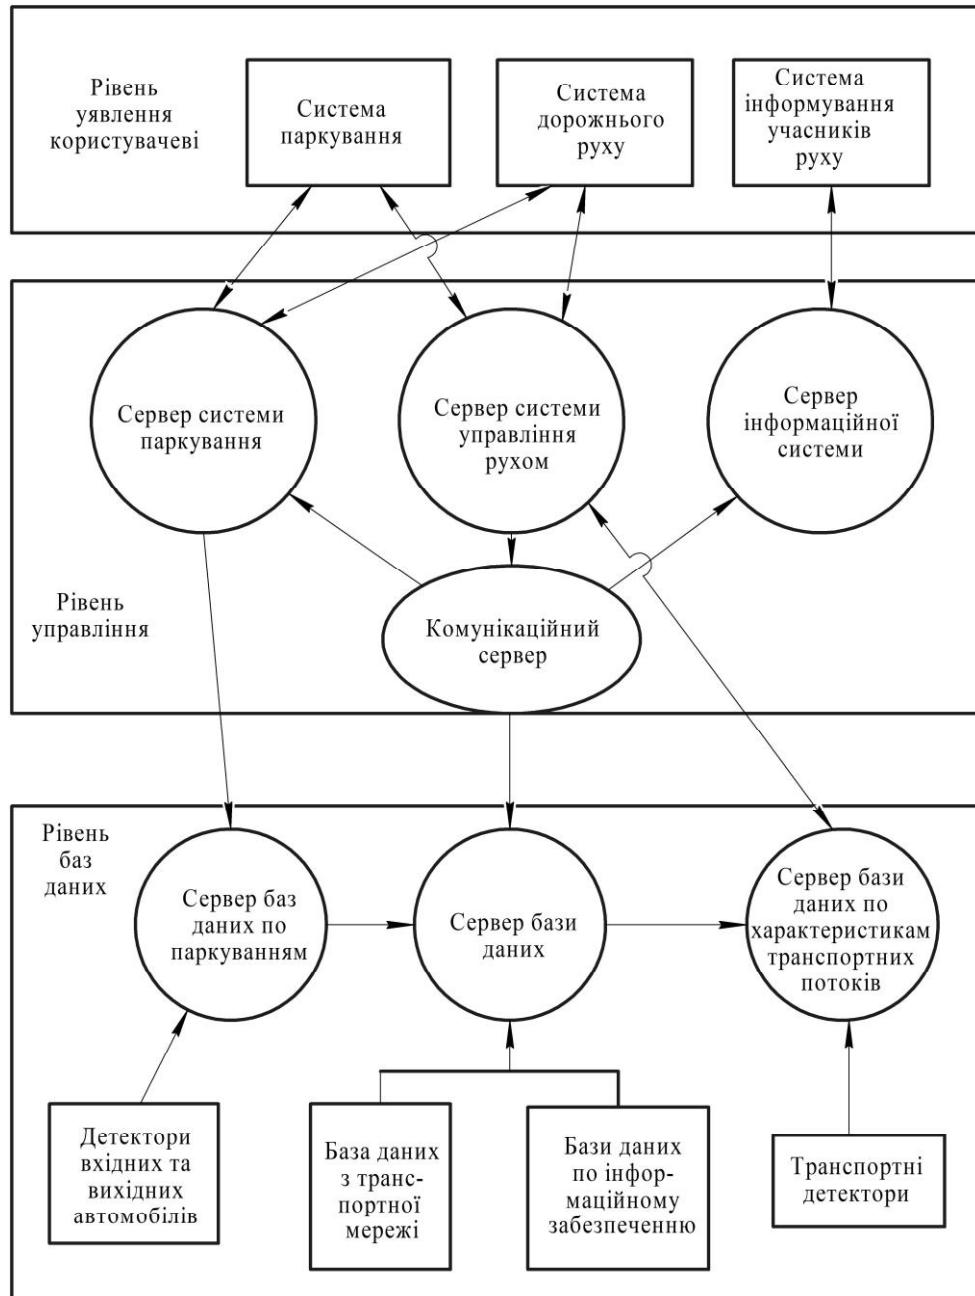 Рівень
уявлення
користувачеві
Система
паркування
Система
дорожнього
руху
Система
інформування
учасників
руху
Сервер системи
паркування
Сервер системи
управління
рухом
Сервер
інформаційної
системи
Рівень
управління
Комунікаційний
сервер
Рівень
баз
даних
Сервер баз
даних по
паркуванням
Сервер бази
даних
Сервер бази
даних по
характеристикам
транспортних
потоків
Детектори
вхідних та
вихідних
автомобілів
База даних
з транс-
портної
мережі
Бази даних
по інфор-
маційному
забезпеченню
Транспортні
детектори